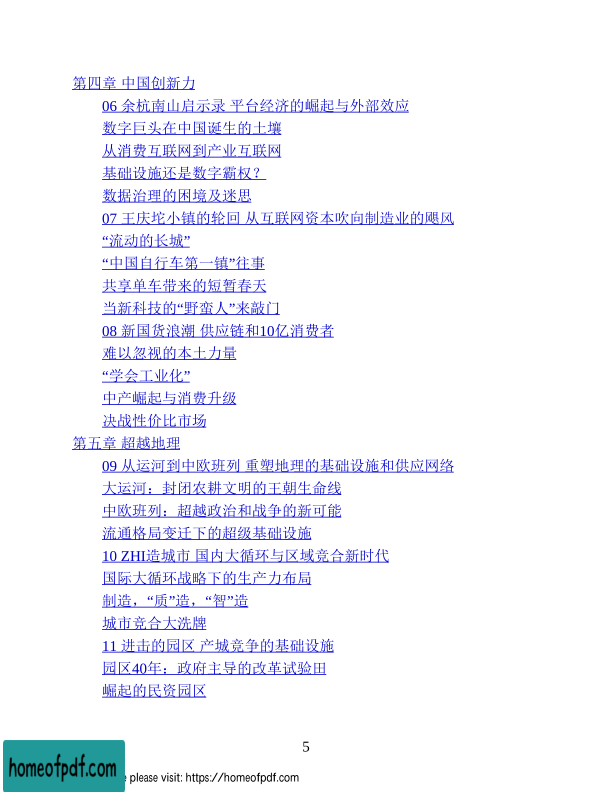 第四章 中国创新力
06 余杭南山启示录 平台经济的崛起与外部效应
数字巨头在中国诞生的土壤
从消费互联网到产业互联网
基础设施还是数字霸权？
数据治理的困境及迷思
07 王庆坨小镇的轮回 从互联网资本吹向制造业的飓风
“流动的长城”
“中国自行车第一镇”往事
共享单车带来的短暂春天
当新科技的“野蛮人”来敲门
08 新国货浪潮 供应链和10亿消费者
难以忽视的本土力量
“学会工业化”
中产崛起与消费升级
决战性价比市场
第五章 超越地理
09 从运河到中欧班列 重塑地理的基础设施和供应网络
大运河：封闭农耕文明的王朝生命线
中欧班列：超越政治和战争的新可能
流通格局变迁下的超级基础设施
10 ZHI造城市 国内大循环与区域竞合新时代
国际大循环战略下的生产力布局
制造，“质”造，“智”造
城市竞合大洗牌
11 进击的园区 产城竞争的基础设施
园区40年：政府主导的改革试验田
崛起的民资园区
5
homeofpdf.com
please visit: https://homeofpdf.com